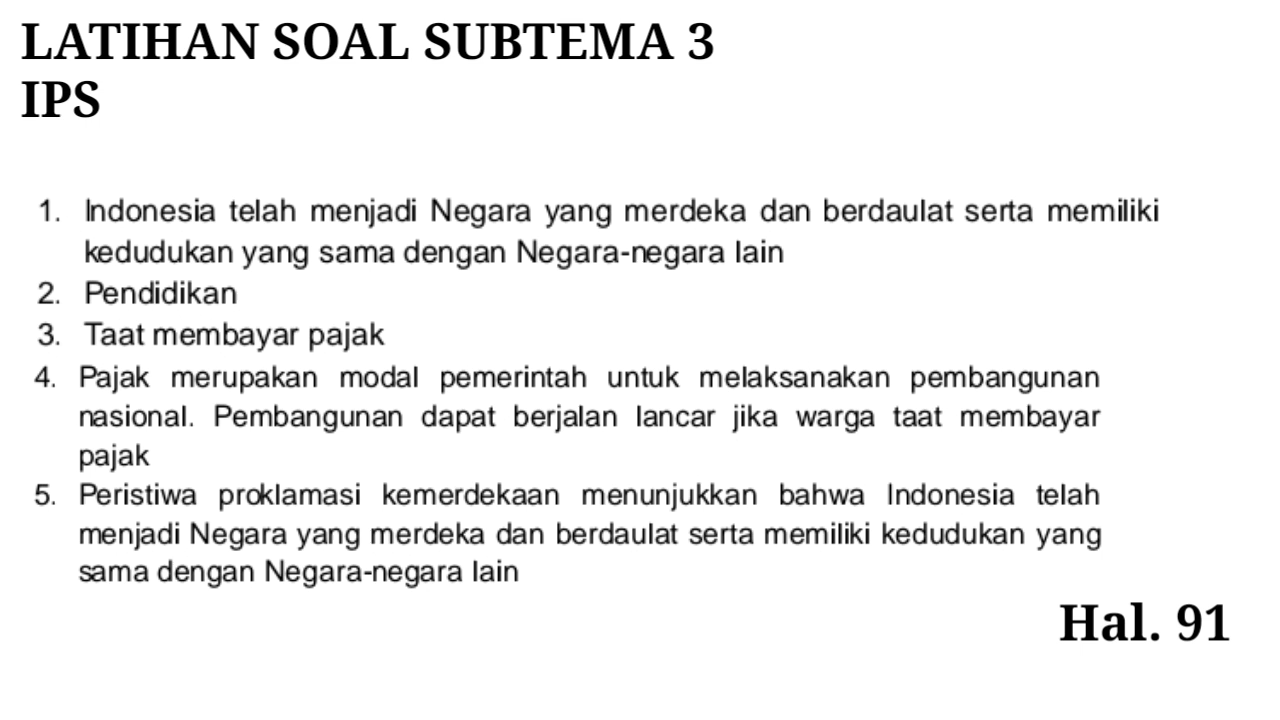 LATIHAN SOAL SUBTEMA 3
IPS
1. Indonesia telah menjadi Negara yang merdeka dan berdaulat serta memiliki
kedudukan yang sama dengan Negara-negara lain
2. Pendidikan
3. Taat membayar pajak
4. Pajak merupakan modal pemerintah untuk melaksanakan pembangunan
nasional. Pembangunan dapat berjalan lancar jika warga taat membayar
pajak
5. Peristiwa proklamasi kemerdekaan menunjukkan bahwa Indonesia telah
menjadi Negara yang merdeka dan berdaulat serta memiliki kedudukan yang
sama dengan Negara-negara lain
Hal. 91